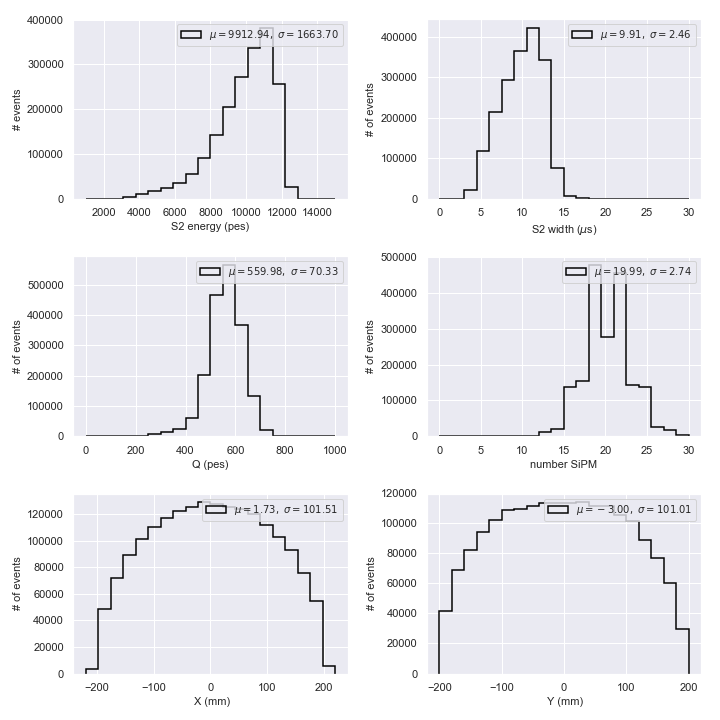 400000
300000
200000
100000
0
# events
μ = 9912.94, σ = 1663.70
2000 4000 6000 8000 10000 12000 14000
S2 energy (pes)
400000
300000
200000
100000
0
# of events
μ = 9.91, σ = 2.46
0 5 10 15 20 25 30
S2 width (μs)
500000
400000
300000
200000
100000
0
# of events
μ = 559.98, σ = 70.33
0 200 400 600 800 1000
Q (pes)
500000
400000
300000
200000
100000
0
# of events
μ = 19.99, σ = 2.74
0 5 10 15 20 25 30
number SiPM
120000
100000
80000
60000
40000
20000
0
# of events
μ = 1.73, σ = 101.51
−200 −100 0 100 200
X (mm)
120000
100000
80000
60000
40000
20000
0
# of events
μ = − 3.00, σ = 101.01
−200 −100 0 100 200
Y (mm)